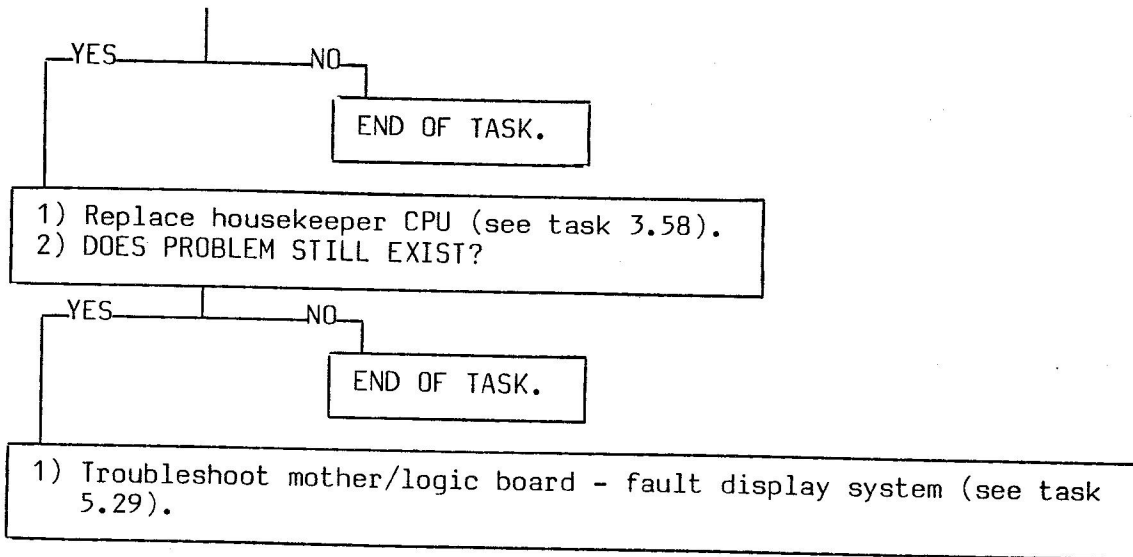 YES NO
END OF TASK.
1) Replace housekeeper CPU (see task 3.58).
2) DOES PROBLEM STILL EXIST?
YES NO
END OF TASK.
1) Troubleshoot mother/logic board - fault display system (see task
5.29).